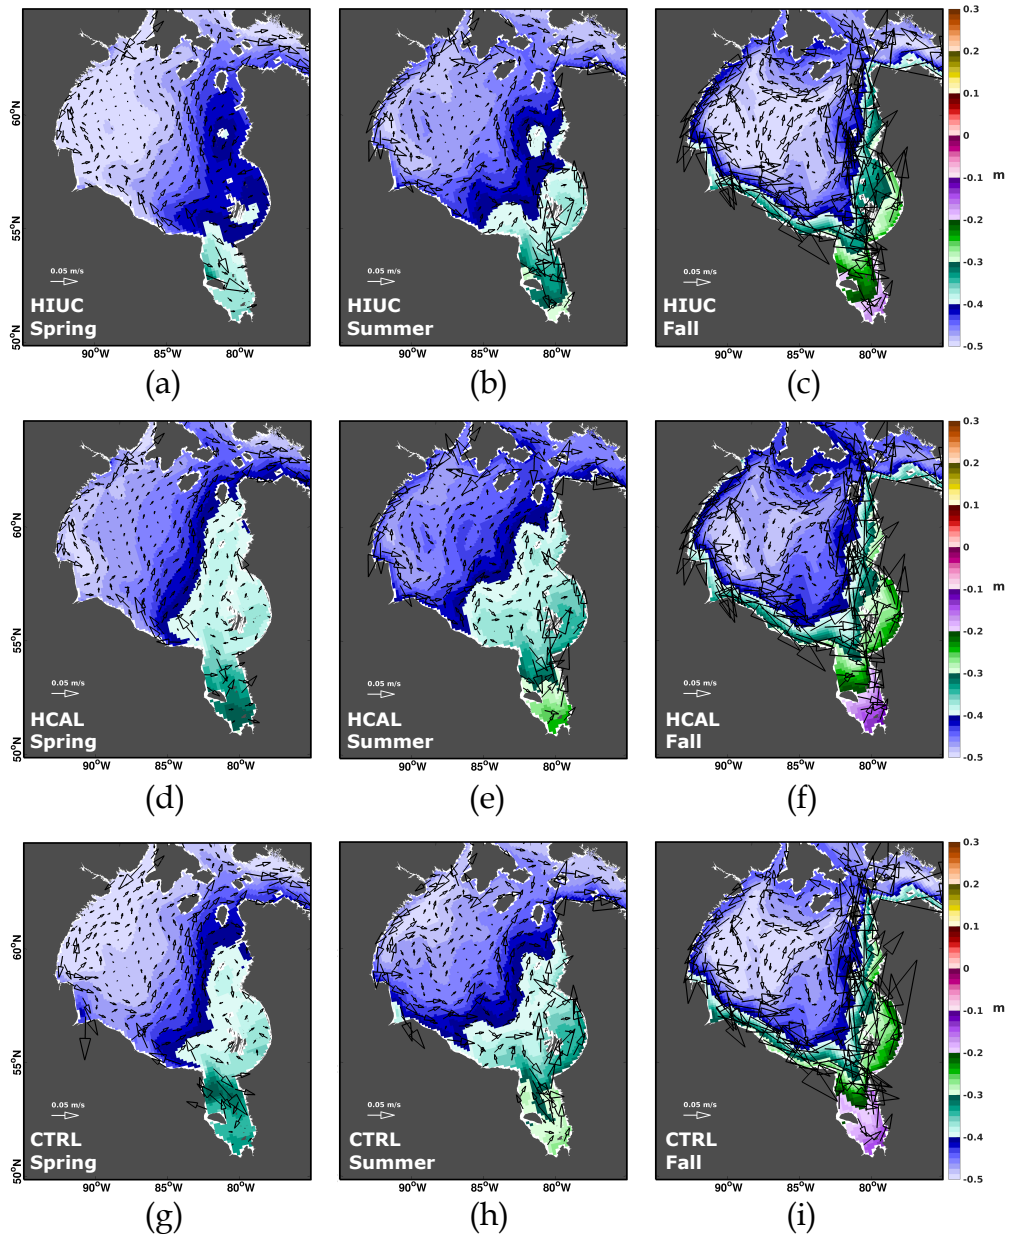 0.05 m/s
HIUC
Spring
0.05 m/s
HIUC
Summer
0.05 m/s
HIUC
Fall
60°N
55°N
50°N
90°W 85°W 80°W
90°W 85°W 80°W
90°W 85°W 80°W
0.3
0.2
0.1
0
-0.1
-0.2
-0.3
-0.4
-0.5
m
(a) (b) (c)
0.05 m/s
HCAL
Spring
0.05 m/s
HCAL
Summer
0.05 m/s
HCAL
Fall
60°N
55°N
50°N
90°W 85°W 80°W
90°W 85°W 80°W
90°W 85°W 80°W
0.3
0.2
0.1
0
-0.1
-0.2
-0.3
-0.4
-0.5
m
(d) (e) (f)
0.05 m/s
CTRL
Spring
0.05 m/s
CTRL
Summer
0.05 m/s
CTRL
Fall
60°N
55°N
50°N
90°W 85°W 80°W
90°W 85°W 80°W
90°W 85°W 80°W
0.3
0.2
0.1
0
-0.1
-0.2
-0.3
-0.4
-0.5
m
(g) (h) (i)